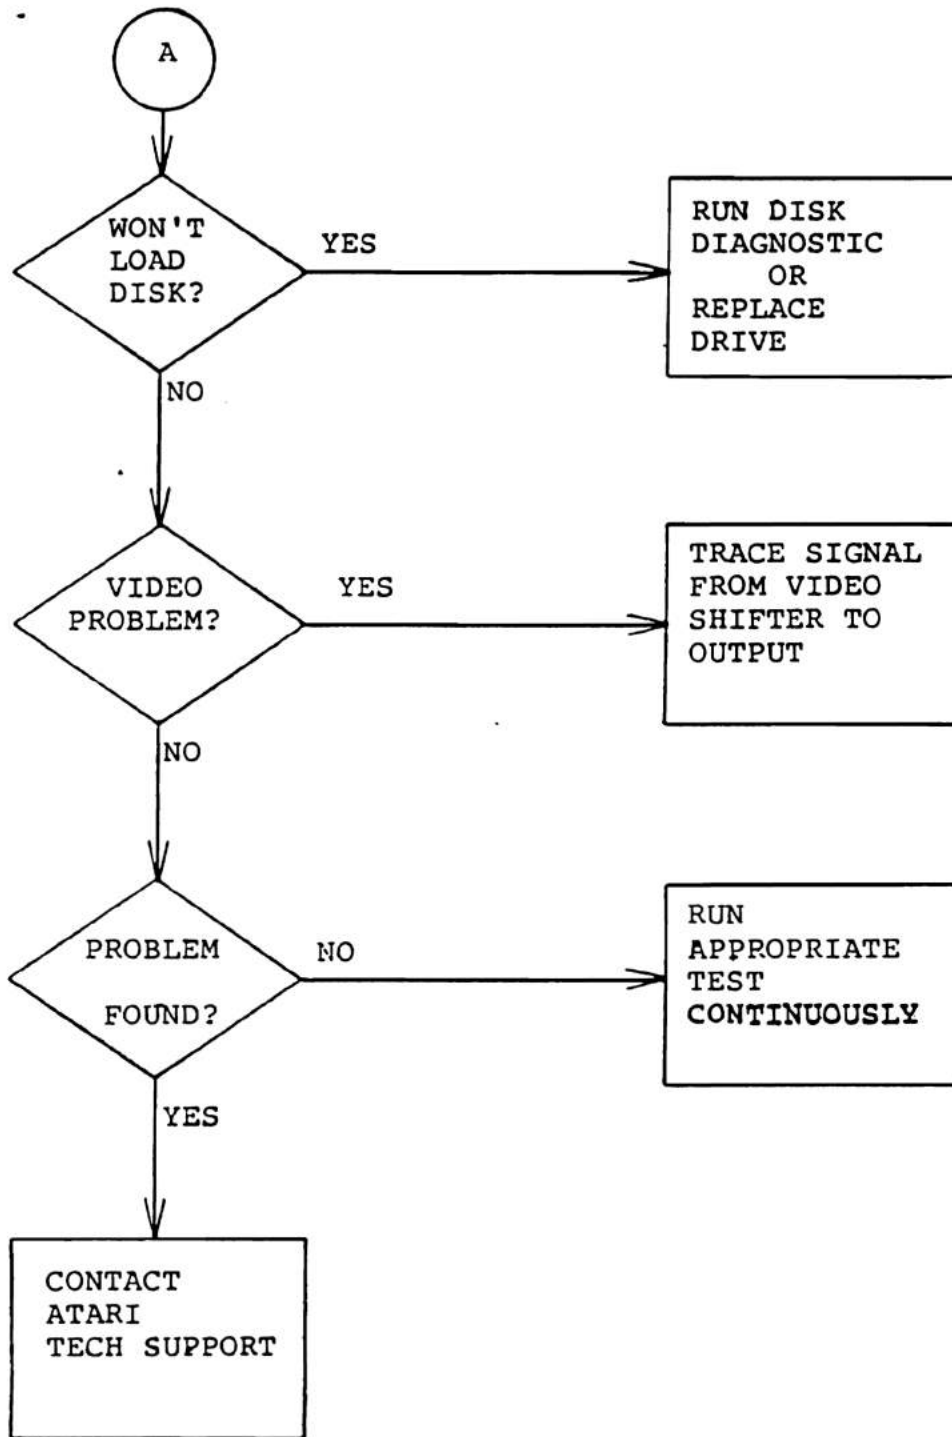 A
WON'T
LOAD
DISK?
YES
RUN DISK
DIAGNOSTIC
OR
REPLACE
DRIVE
NO
VIDEO
PROBLEM?
YES
TRACE SIGNAL
FROM VIDEO
SHIFTER TO
OUTPUT
NO
PROBLEM
FOUND?
NO
RUN
APPROPRIATE
TEST
CONTINUOUSLY
YES
CONTACT
ATARI
TECH SUPPORT